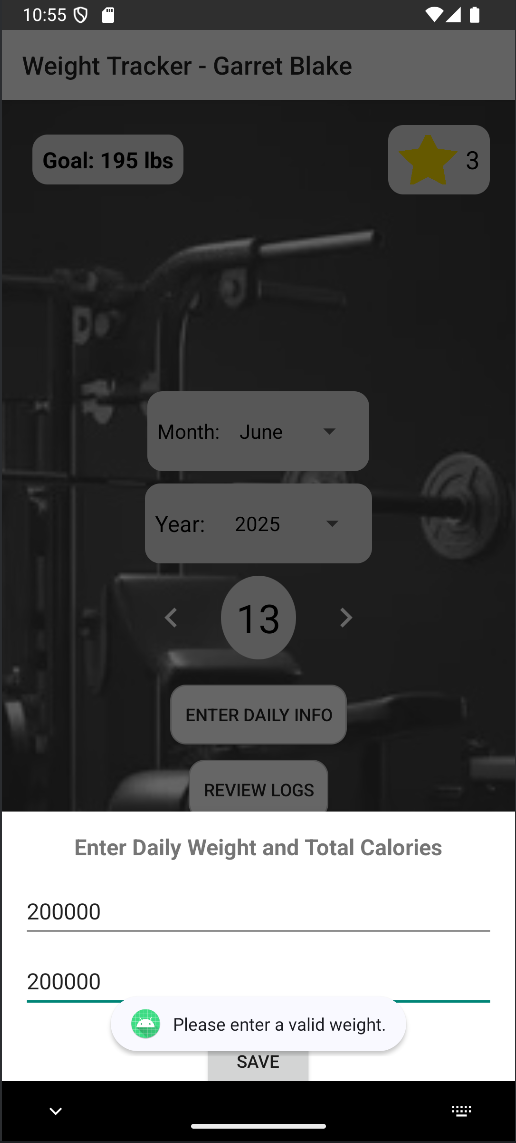 10:55
Weight Tracker - Garret Blake
Goal: 195 lbs
3
Month: June
Year: 2025
13
ENTER DAILY INFO
REVIEW LOGS
Enter Daily Weight and Total Calories
200000
200000
Please enter a valid weight.
SAVE